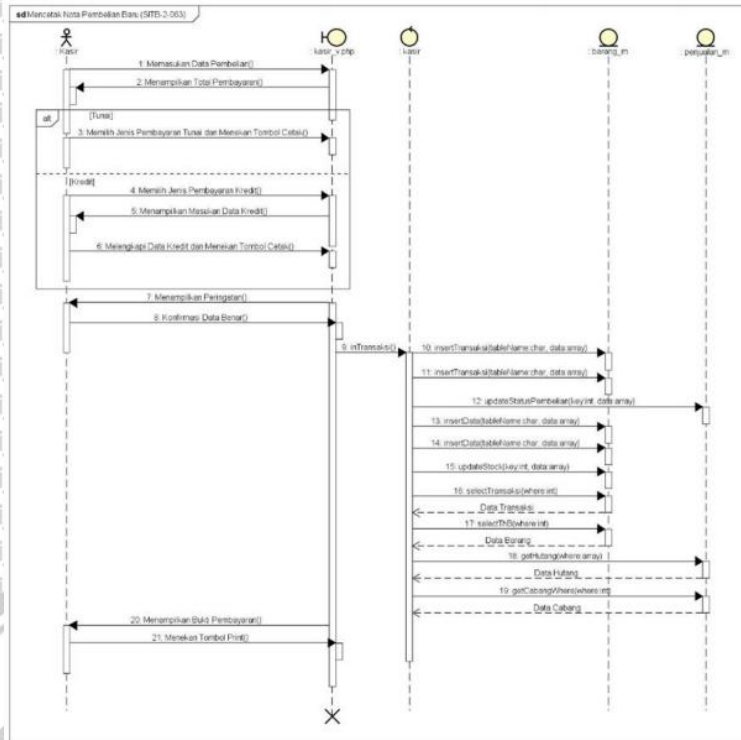 sd Mencetak Nota Pembelian Baru (SITB-2-063)
: Kasir
: kasir_v.php
: kasir
: barang_m
: penjualan_m
1: Memasukan Data Pembelian()
2: Menampilkan Total Pembayaran()
alt
[Tunai]
3: Memilih Jenis Pembayaran Tunai dan Menekan Tombol Cetak()
[Kredit]
4: Memilih Jenis Pembayaran Kredit()
5: Menampilkan Masukan Data Kredit()
6: Melengkapi Data Kredit dan Menekan Tombol Cetak()
7: Menampilkan Peringatan()
8: Konfirmasi Data Benar()
9: inTransaksi()
10: insertTransaksi(tableName:char, data:array)
11: insertTransaksi(tableName:char, data:array)
12: updateStatusPembelian(key:int, data:array)
13: insertData(tableName:char, data:array)
14: insertData(tableName:char, data:array)
15: updateStock(key:int, data:array)
16: selectTransaksi(where:int)
Data Transaksi
17: selectThB(where:int)
Data Barang
18: getHutang(where:array)
Data Hutang
19: getCabangWhere(where:int)
Data Cabang
20: Menampilkan Bukti Pembayaran()
21: Menekan Tombol Print()